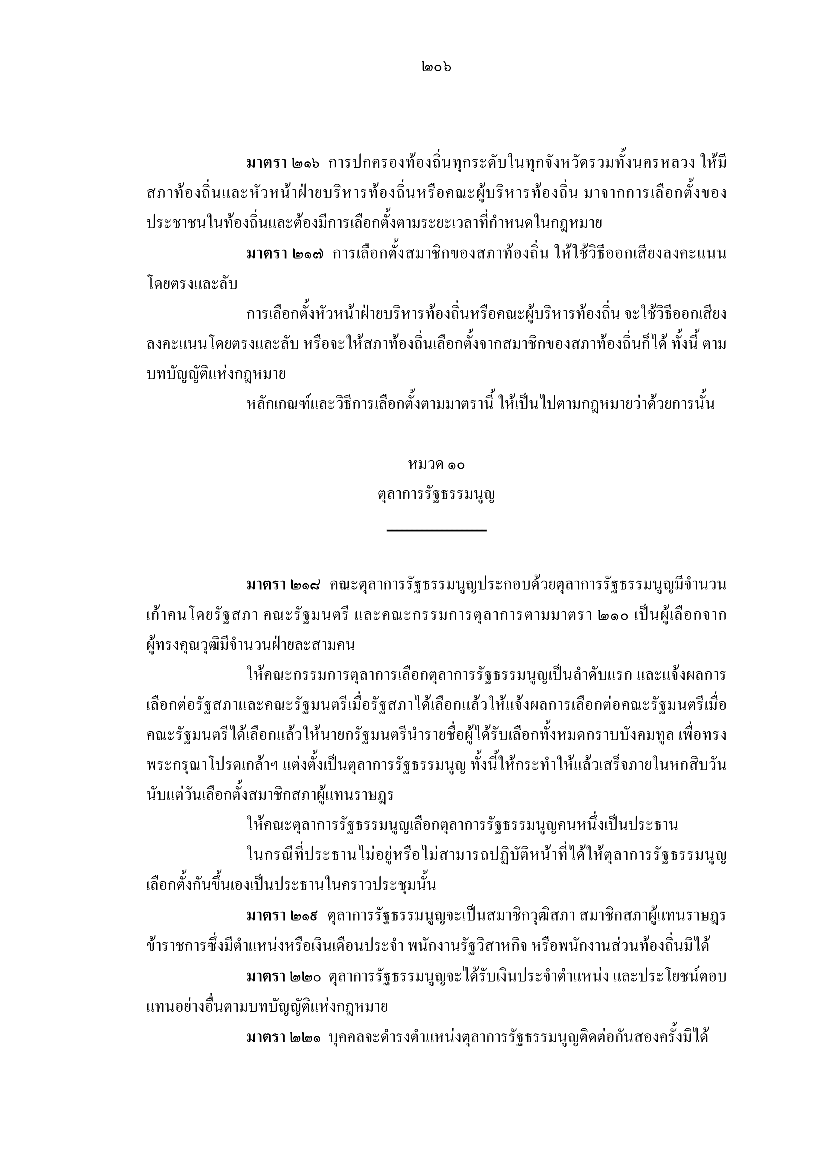 ๒๐๖
มาตรา ๒๑๖ การปกครองท้องถิ่นทุกระดับในทุกจังหวัดรวมทั้งนครหลวง ให้มี
สภาท้องถิ่นและหัวหน้าฝ่ายบริหารท้องถิ่นหรือคณะผู้บริหารท้องถิ่น มาจากการเลือกตั้งของ
ประชาชนในท้องถิ่นและต้องมีการเลือกตั้งตามระยะเวลาที่กำหนดในกฎหมาย
มาตรา ๒๑๗ การเลือกตั้งสมาชิกของสภาท้องถิ่น ให้ใช้วิธีออกเสียงลงคะแนน
โดยตรงและลับ
การเลือกตั้งหัวหน้าฝ่ายบริหารท้องถิ่นหรือคณะผู้บริหารท้องถิ่น จะใช้วิธีออกเสียง
ลงคะแนนโดยตรงและลับ หรือจะให้สภาท้องถิ่นเลือกตั้งจากสมาชิกของสภาท้องถิ่นก็ได้ ทั้งนี้ ตาม
บทบัญญัติแห่งกฎหมาย
หลักเกณฑ์และวิธีการเลือกตั้งตามมาตรานี้ ให้เป็นไปตามกฎหมายว่าด้วยการนั้น
หมวด ๑๐
ตุลาการรัฐธรรมนูญ
มาตรา ๒๑๘ คณะตุลาการรัฐธรรมนูญประกอบด้วยตุลาการรัฐธรรมนูญมีจำนวน
เก้าคนโดยรัฐสภา คณะรัฐมนตรี และคณะกรรมการตุลาการตามมาตรา ๒๑๐ เป็นผู้เลือกจาก
ผู้ทรงคุณวุฒิมีจำนวนฝ่ายละสามคน
ให้คณะกรรมการตุลาการเลือกตุลาการรัฐธรรมนูญเป็นลำดับแรก และแจ้งผลการ
เลือกต่อรัฐสภาและคณะรัฐมนตรีเมื่อรัฐสภาได้เลือกแล้วให้แจ้งผลการเลือกต่อคณะรัฐมนตรีเมื่อ
คณะรัฐมนตรีได้เลือกแล้วให้นายกรัฐมนตรีนำรายชื่อผู้ได้รับเลือกทั้งหมดกราบบังคมทูล เพื่อทรง
พระกรุณาโปรดเกล้าฯ แต่งตั้งเป็นตุลาการรัฐธรรมนูญ ทั้งนี้ให้กระทำให้แล้วเสร็จภายในหกสิบวัน
นับแต่วันเลือกตั้งสมาชิกสภาผู้แทนราษฎร
ให้คณะตุลาการรัฐธรรมนูญเลือกตุลาการรัฐธรรมนูญคนหนึ่งเป็นประธาน
ในกรณีที่ประธานไม่อยู่หรือไม่สามารถปฏิบัติหน้าที่ได้ให้ตุลาการรัฐธรรมนูญ
เลือกตั้งกันขึ้นเองเป็นประธานในคราวประชุมนั้น
มาตรา ๒๑๙ ตุลาการรัฐธรรมนูญจะเป็นสมาชิกวุฒิสภา สมาชิกสภาผู้แทนราษฎร
ข้าราชการซึ่งมีตำแหน่งหรือเงินเดือนประจำ พนักงานรัฐวิสาหกิจ หรือพนักงานส่วนท้องถิ่นมิได้
มาตรา ๒๒๐ ตุลาการรัฐธรรมนูญจะได้รับเงินประจำตำแหน่ง และประโยชน์ตอบ
แทนอย่างอื่นตามบทบัญญัติแห่งกฎหมาย
มาตรา ๒๒๑ บุคคลจะดำรงตำแหน่งตุลาการรัฐธรรมนูญติดต่อกันสองครั้งมิได้